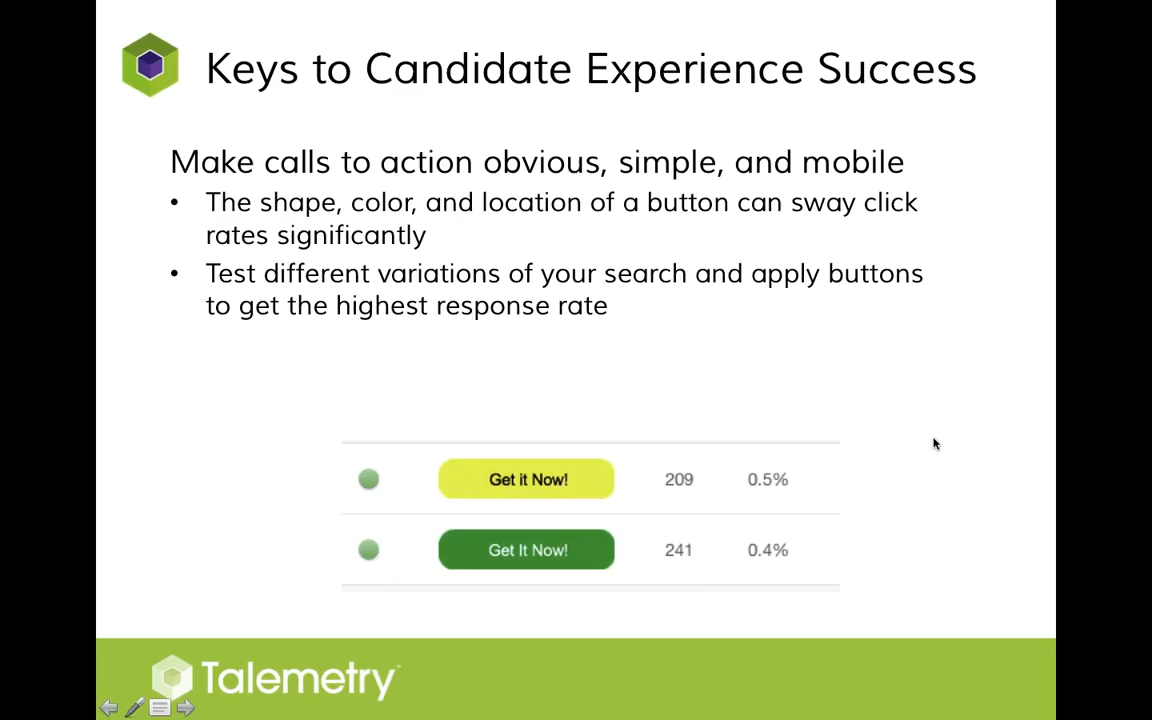 Keys to Candidate Experience Success
Make calls to action obvious, simple, and mobile
• The shape, color, and location of a button can sway click
rates significantly
• Test different variations of your search and apply buttons
to get the highest response rate
Get it Now! 209 0.5%
Get It Now! 241 0.4%
Talemetry